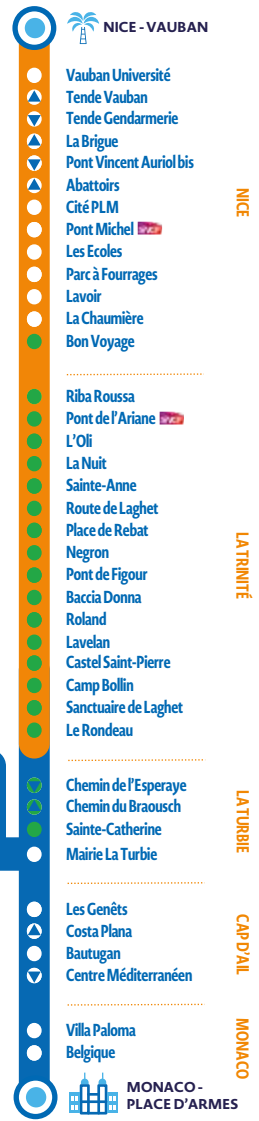 NICE - VAUBAN
Vauban Université
Tende Vauban
Tende Gendarmerie
La Brigue
Pont Vincent Auriol bis
Abattoirs
Cité PLM
Pont Michel SNCF
Les Ecoles
Parc à Fourrages
Lavoir
La Chaumière
Bon Voyage
NICE
Riba Roussa
Pont de l'Ariane SNCF
L'Oli
La Nuit
Sainte-Anne
Route de Laghet
Place de Rebat
Negron
Pont de Figour
Baccia Donna
Roland
Lavelan
Castel Saint-Pierre
Camp Bollin
Sanctuaire de Laghet
Le Rondeau
LA TRINITÉ
Chemin de l'Esperaye
Chemin du Braousch
Sainte-Catherine
Mairie La Turbie
LA TURBIE
Les Genêts
Costa Plana
Bautugan
Centre Méditerranéen
CAP D'AIL
Villa Paloma
Belgique
MONACO
MONACO -
PLACE D'ARMES